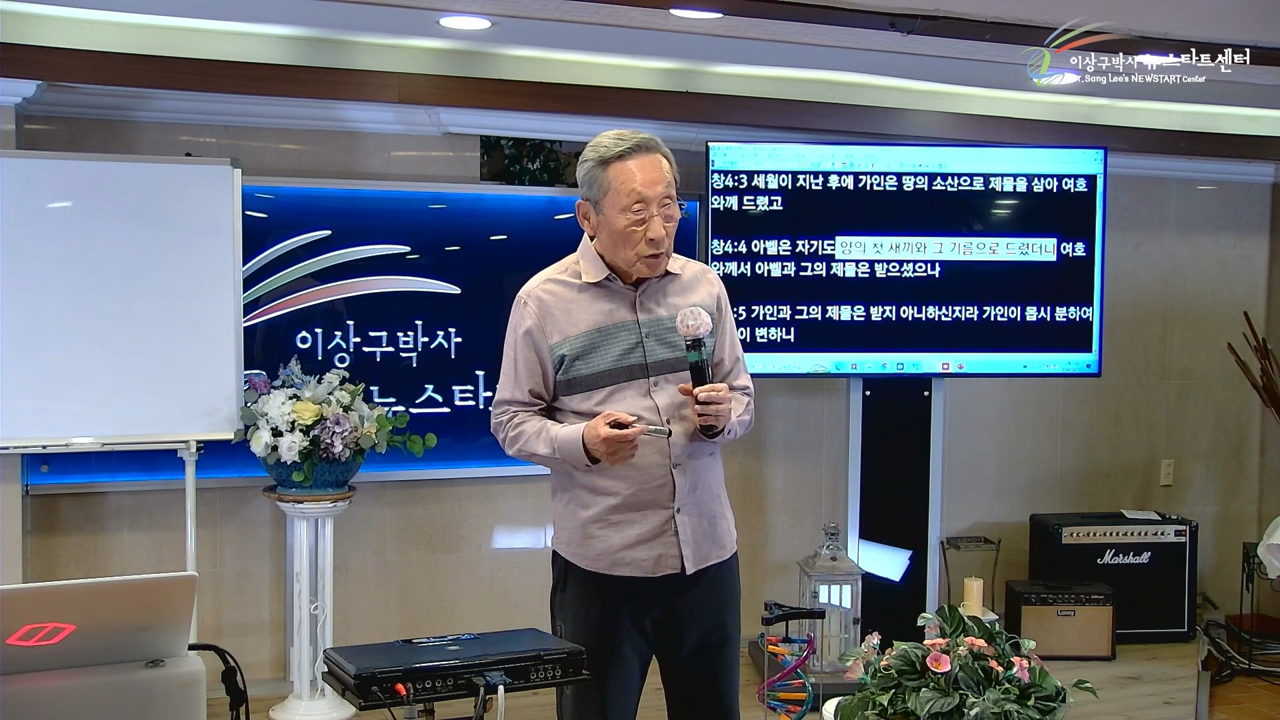 이상구박사 뉴스타트센터
Dr. Sang Lee's NEWSTART Center
창4:3 세월이 지난 후에 가인은 땅의 소산으로 제물을 삼아 여호
와께 드렸고
창4:4 아벨은 자기도 양의 첫 새끼와 그 기름으로 드렸더니 여호
와께서 아벨과 그의 제물은 받으셨으나
:5 가인과 그의 제물은 받지 아니하신지라 가인이 몹시 분하여
이 변하니
이상구박사
뉴스타
Marshall
Laney